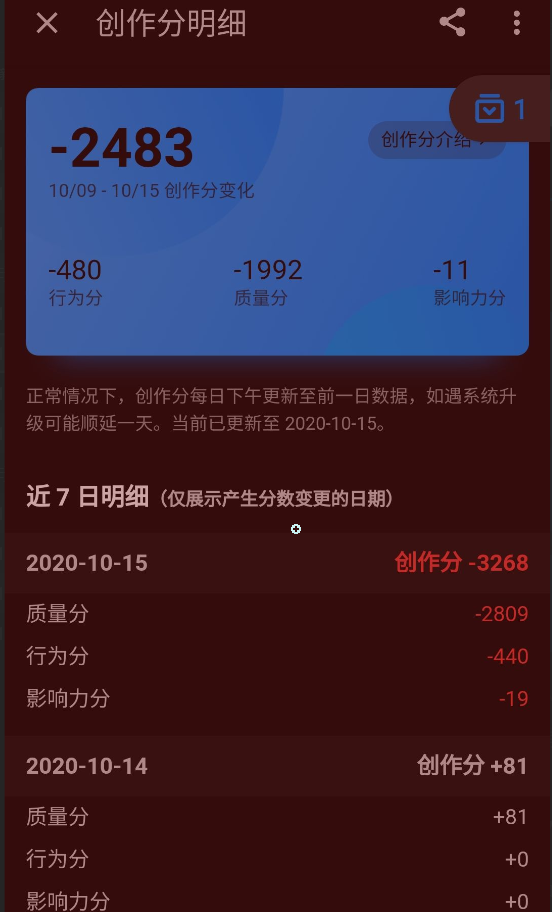 创作分明细
1
-2483
创作分介绍
10/09 - 10/15 创作分变化
-480
-1992
-11
行为分
质量分
影响力分
正常情况下，创作分每日下午更新至前一日数据，如遇系统升
级可能顺延一天。当前已更新至 2020-10-15。
近 7 日明细（仅展示产生分数变更的日期）
2020-10-15 创作分 -3268
质量分 -2809
行为分 -440
影响力分 -19
2020-10-14 创作分 +81
质量分 +81
行为分 +0
影响力分 +0